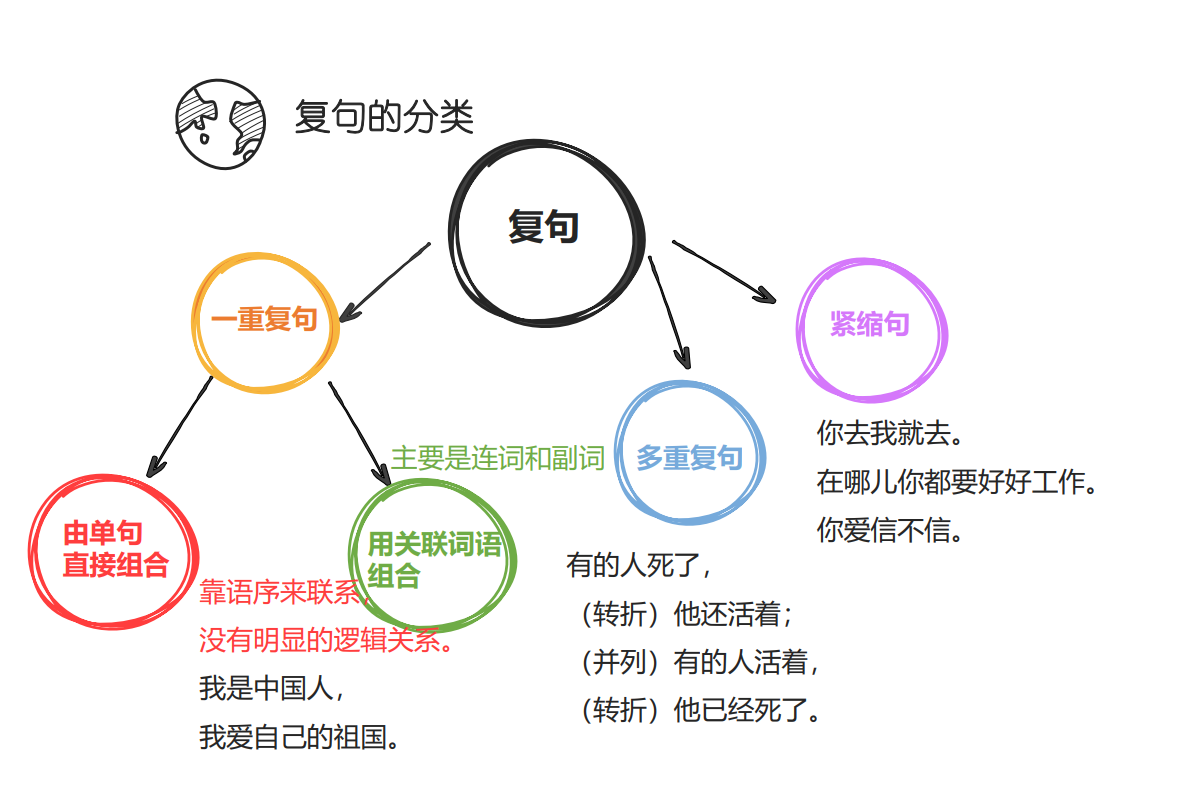 复句的分类
复句
一重复句
紧缩句
多重复句
主要是连词和副词
由单句
直接组合
用关联词语
组合
靠语序来联系，
没有明显的逻辑关系。
我是中国人，
我爱自己的祖国。
有的人死了，
（转折）他还活着；
（并列）有的人活着，
（转折）他已经死了。
你去我就去。
在哪儿你都要好好工作。
你爱信不信。